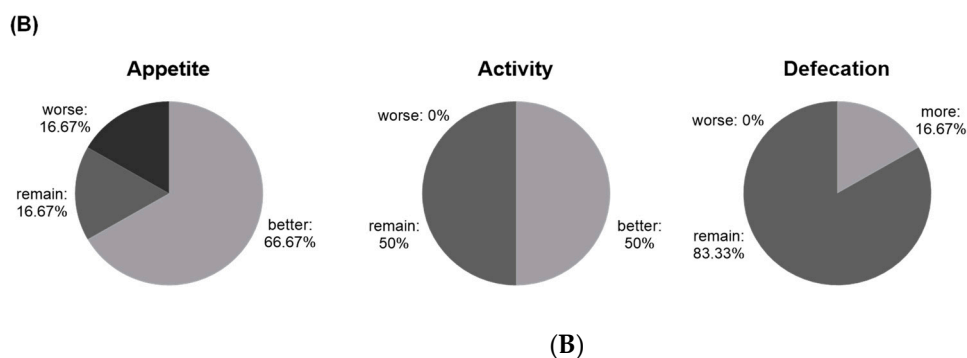 (B)
Appetite
worse:
16.67%
remain:
16.67%
better:
66.67%
Activity
worse: 0%
remain:
50%
better:
50%
Defecation
worse: 0%
more:
16.67%
remain:
83.33%
(B)